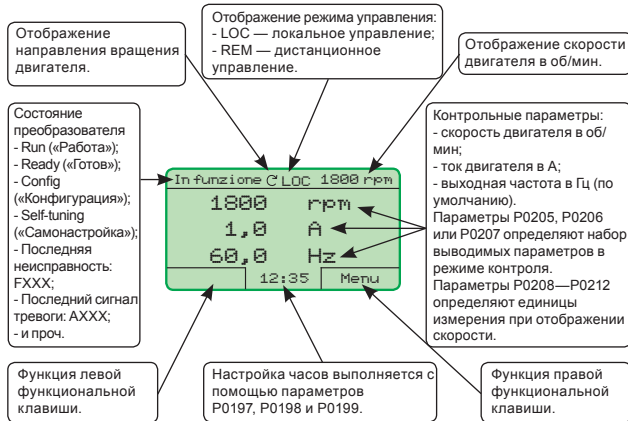 Отображение
направления вращения
двигателя.
Отображение режима управления:
- LOC — локальное управление;
- REM — дистанционное
управление.
Отображение скорости
двигателя в об/мин.
Состояние
преобразователя
- Run («Работа»);
- Ready («Готов»);
- Config
(«Конфигурация»);
- Self-tuning
(«Самонастройка»);
- Последняя
неисправность:
FXXX;
- Последний сигнал
тревоги: AXXX;
- и проч.
In funzione LOC 1800 rpm
1800 rpm
1,0 A
60,0 Hz
12:35 Menu
Контрольные параметры:
- скорость двигателя в об/
мин;
- ток двигателя в А;
- выходная частота в Гц (по
умолчанию).
Параметры P0205, P0206
или P0207 определяют набор
выводимых параметров в
режиме контроля.
Параметры P0208—P0212
определяют единицы
измерения при отображении
скорости.
Функция левой
функциональной
клавиши.
Настройка часов выполняется с
помощью параметров
P0197, P0198 и P0199.
Функция правой
функциональной
клавиши.